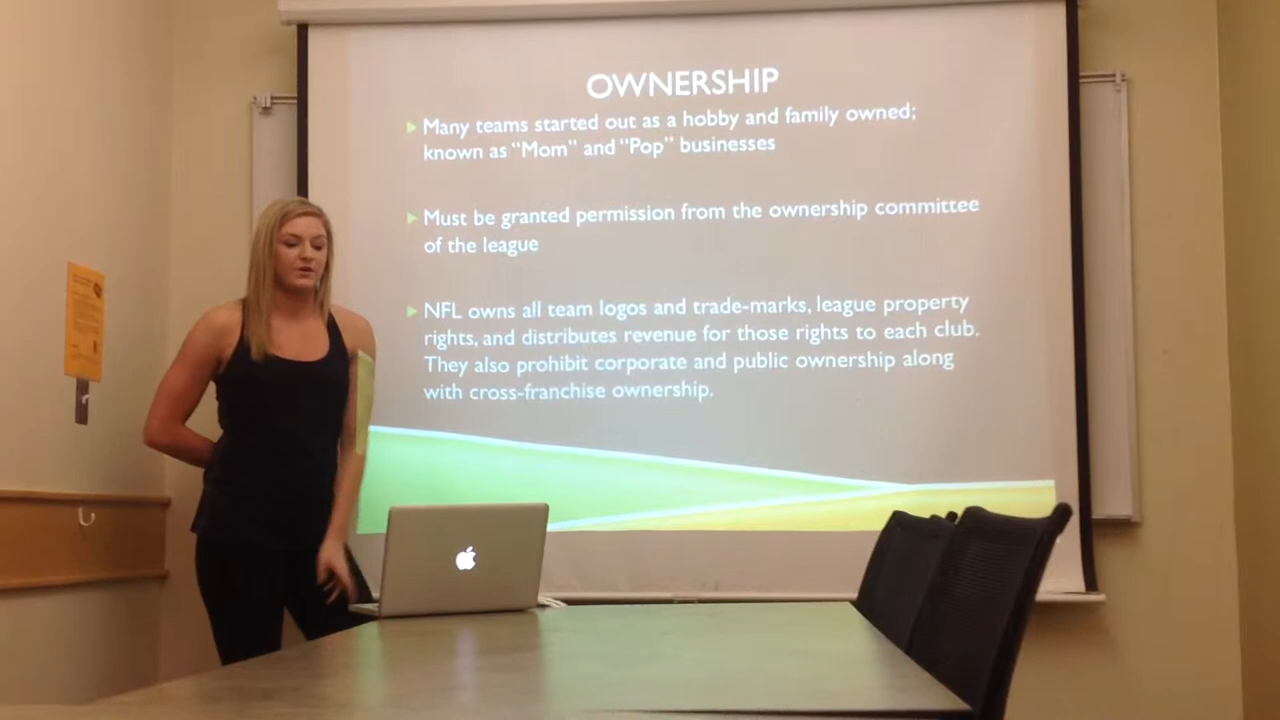 OWNERSHIP
Many teams started out as a hobby and family owned;
known as “Mom” and “Pop” businesses
Must be granted permission from the ownership committee
of the league
NFL owns all team logos and trade-marks, league property
rights, and distributes revenue for those rights to each club.
They also prohibit corporate and public ownership along
with cross-franchise ownership.